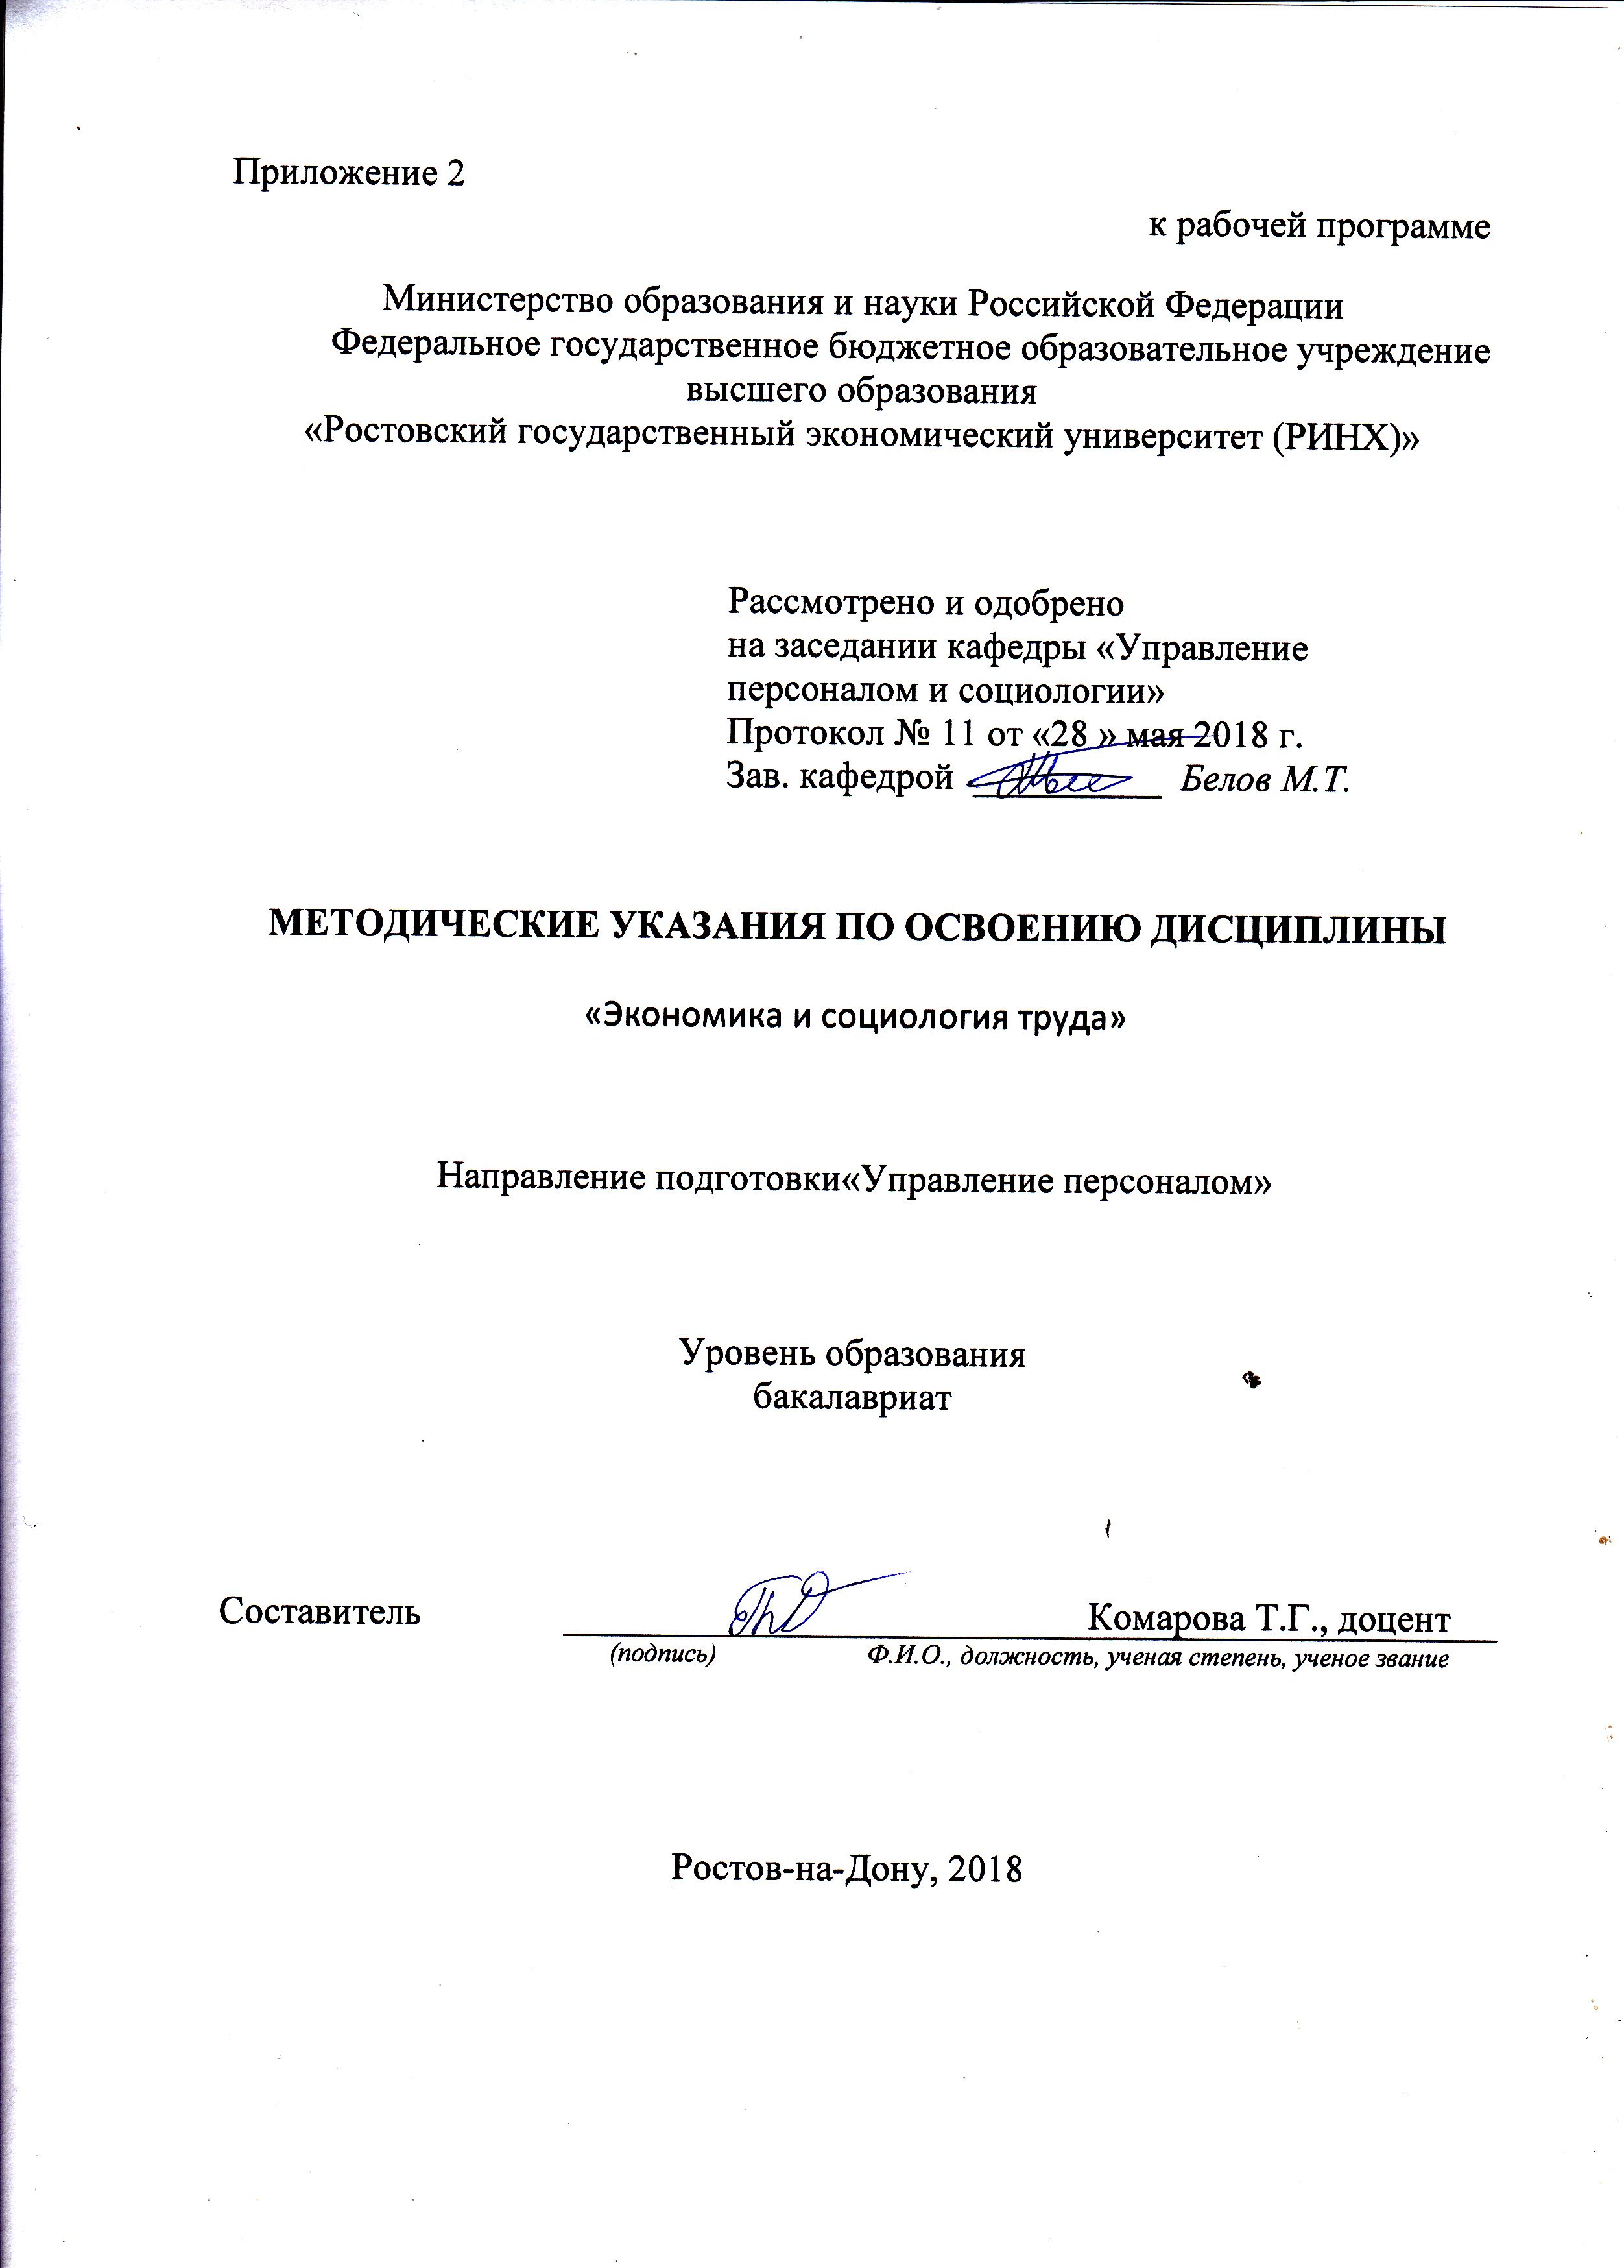 Приложение 2
к рабочей программе
Министерство образования и науки Российской Федерации
Федеральное государственное бюджетное образовательное учреждение
высшего образования
«Ростовский государственный экономический университет (РИНХ)»
Рассмотрено и одобрено
на заседании кафедры «Управление
персоналом и социологии»
Протокол № 11 от «28 » мая 2018 г.
Зав. кафедрой Белов М.Т.
МЕТОДИЧЕСКИЕ УКАЗАНИЯ ПО ОСВОЕНИЮ ДИСЦИПЛИНЫ
«Экономика и социология труда»
Направление подготовки«Управление персоналом»
Уровень образования
бакалавриат
Составитель Комарова Т.Г., доцент
(подпись) Ф.И.О., должность, ученая степень, ученое звание
Ростов-на-Дону, 2018